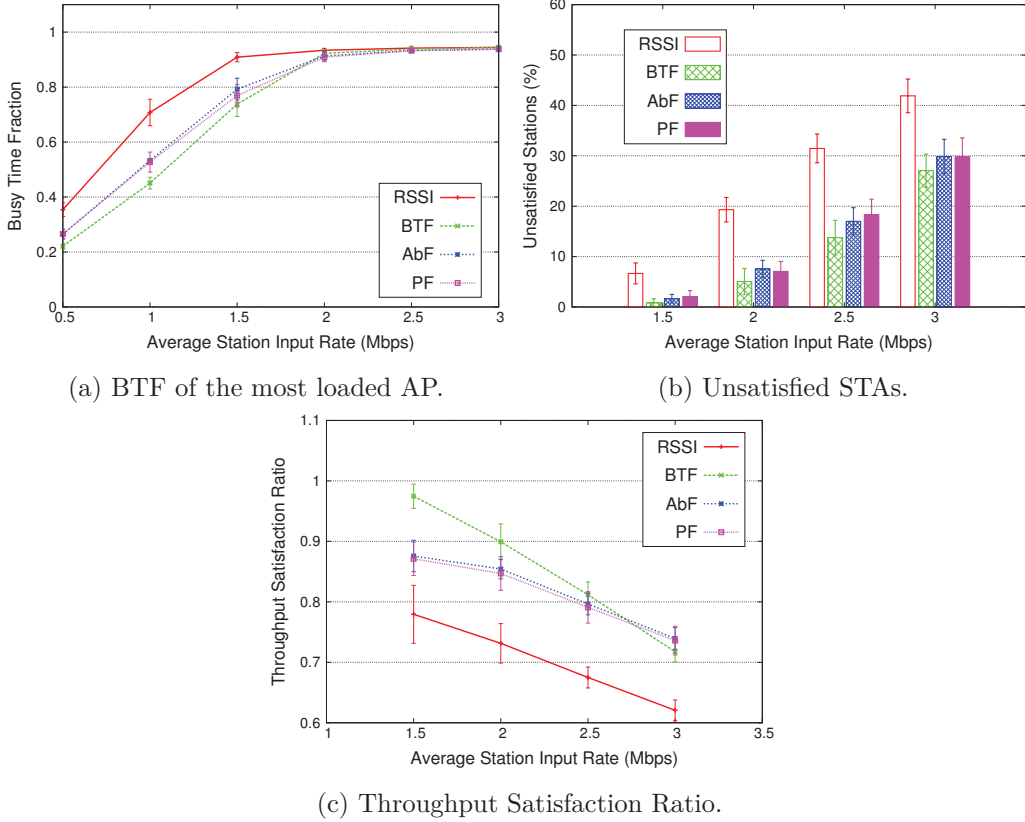 1
0.8
0.6
0.4
0.2
0
Busy Time Fraction
RSSI
BTF
AbF
PF
0.5
1
1.5
2
2.5
3
Average Station Input Rate (Mbps)
(a) BTF of the most loaded AP.
60
50
40
30
20
10
0
Unsatisfied Stations (%)
RSSI
BTF
AbF
PF
1.5
2
2.5
3
Average Station Input Rate (Mbps)
(b) Unsatisfied STAs.
1.1
1
0.9
0.8
0.7
0.6
Throughput Satisfaction Ratio
RSSI
BTF
AbF
PF
1
1.5
2
2.5
3
3.5
Average Station Input Rate (Mbps)
(c) Throughput Satisfaction Ratio.